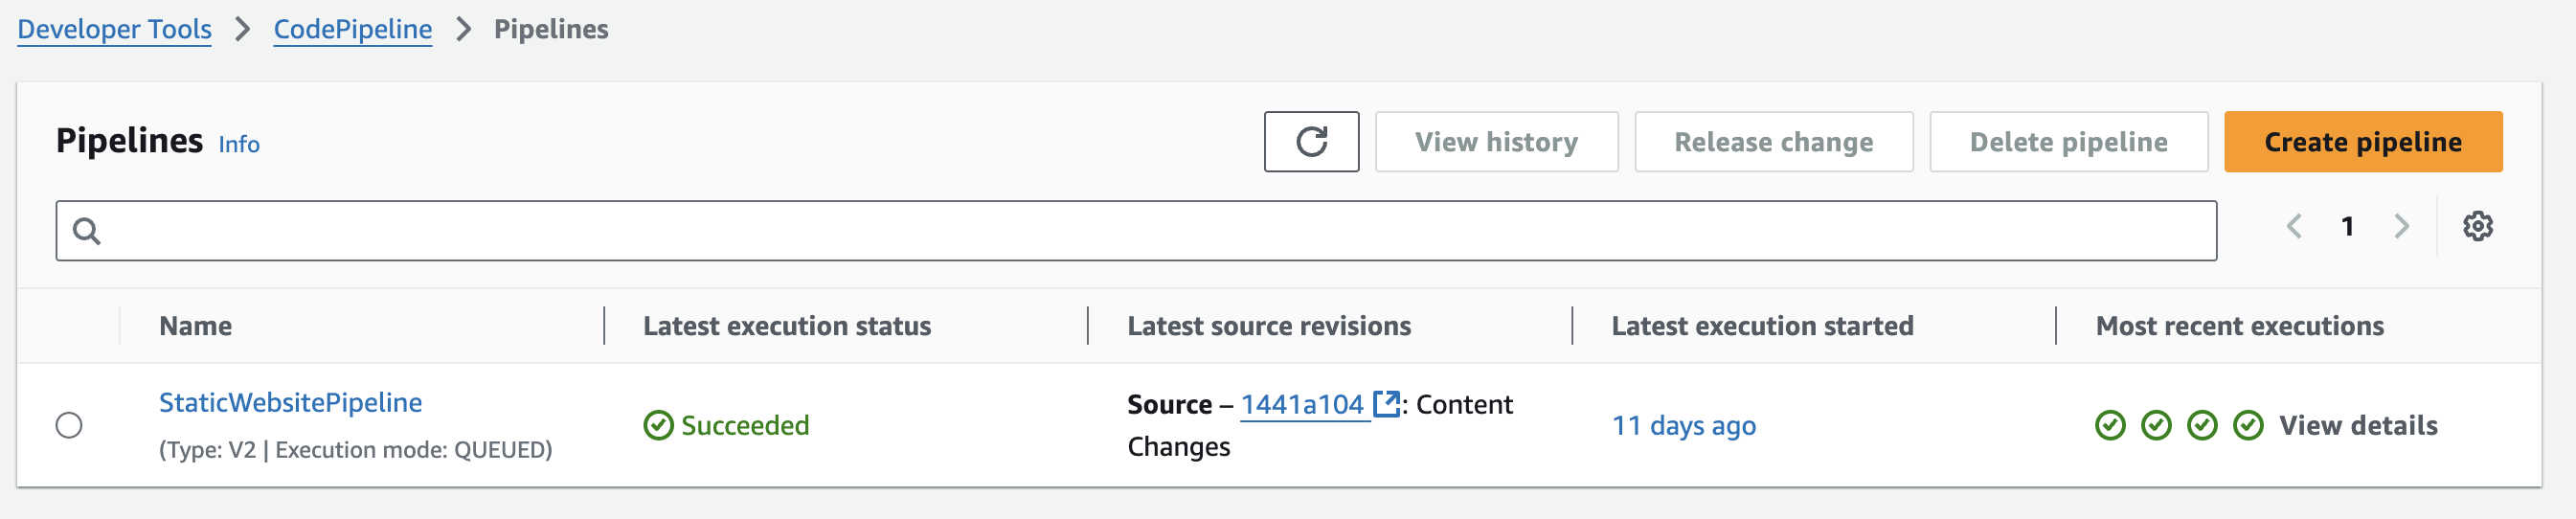 Developer Tools > CodePipeline > Pipelines
Pipelines Info
View history
Release change
Delete pipeline
Create pipeline
1
Name
Latest execution status
Latest source revisions
Latest execution started
Most recent executions
StaticWebsitePipeline
(Type: V2 | Execution mode: QUEUED)
Succeeded
Source – 1441a104 : Content
Changes
11 days ago
View details